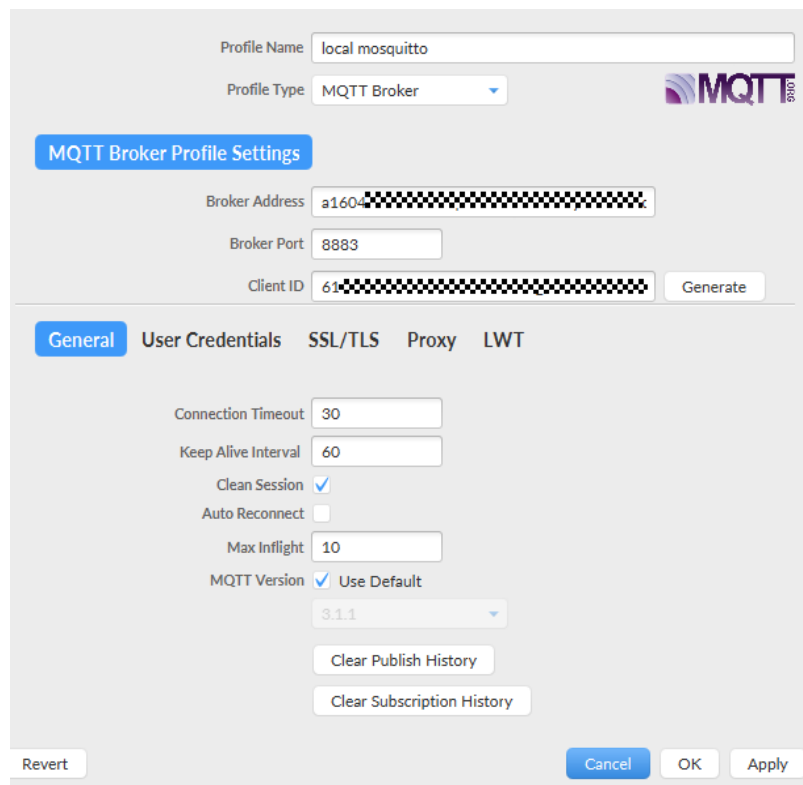 Profile Name local mosquitto
Profile Type MQTT Broker
MQTT.ORG
MQTT Broker Profile Settings
Broker Address a1604
Broker Port 8883
Client ID 61 Generate
General User Credentials SSL/TLS Proxy LWT
Connection Timeout 30
Keep Alive Interval 60
Clean Session
Auto Reconnect
Max Inflight 10
MQTT Version Use Default
3.1.1
Clear Publish History
Clear Subscription History
Revert Cancel OK Apply